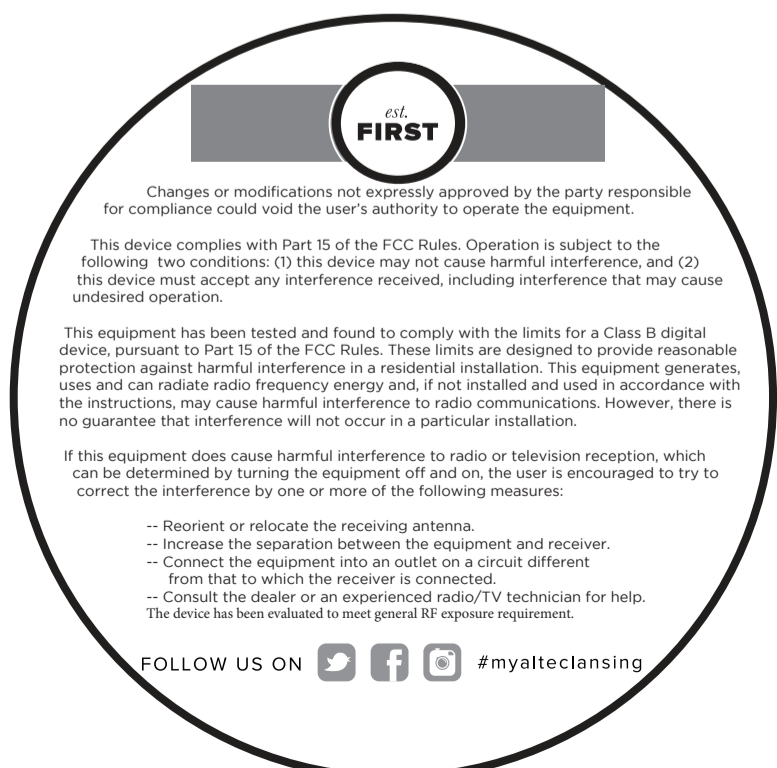 est.
FIRST
Changes or modifications not expressly approved by the party responsible
for compliance could void the user's authority to operate the equipment.
This device complies with Part 15 of the FCC Rules. Operation is subject to the
following two conditions: (1) this device may not cause harmful interference, and (2)
this device must accept any interference received, including interference that may cause
undesired operation.
This equipment has been tested and found to comply with the limits for a Class B digital
device, pursuant to Part 15 of the FCC Rules. These limits are designed to provide reasonable
protection against harmful interference in a residential installation. This equipment generates,
uses and can radiate radio frequency energy and, if not installed and used in accordance with
the instructions, may cause harmful interference to radio communications. However, there is
no guarantee that interference will not occur in a particular installation.
If this equipment does cause harmful interference to radio or television reception, which
can be determined by turning the equipment off and on, the user is encouraged to try to
correct the interference by one or more of the following measures:
-- Reorient or relocate the receiving antenna.
-- Increase the separation between the equipment and receiver.
-- Connect the equipment into an outlet on a circuit different
from that to which the receiver is connected.
-- Consult the dealer or an experienced radio/TV technician for help.
The device has been evaluated to meet general RF exposure requirement.
FOLLOW US ON #myalteclansing